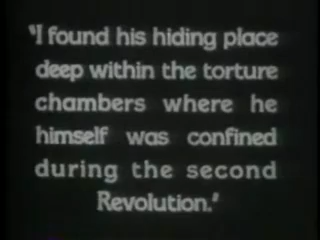 "I found his hiding place
deep within the torture
chambers where he
himself was confined
during the second
Revolution."